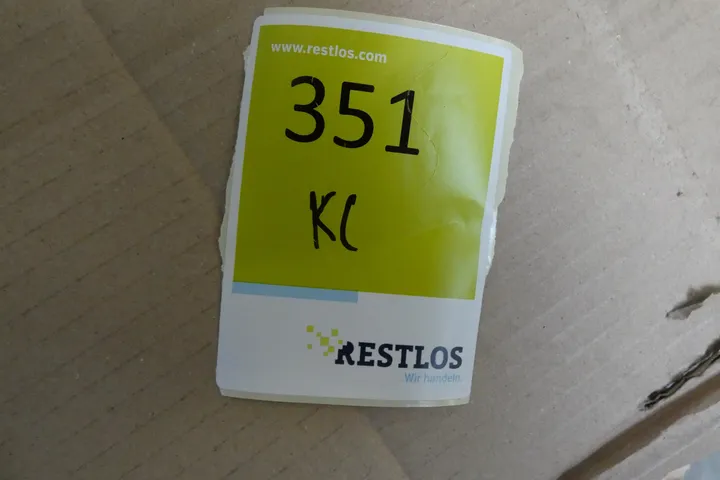 www.restlos.com
351
KC
RESTLOS
Wir handeln